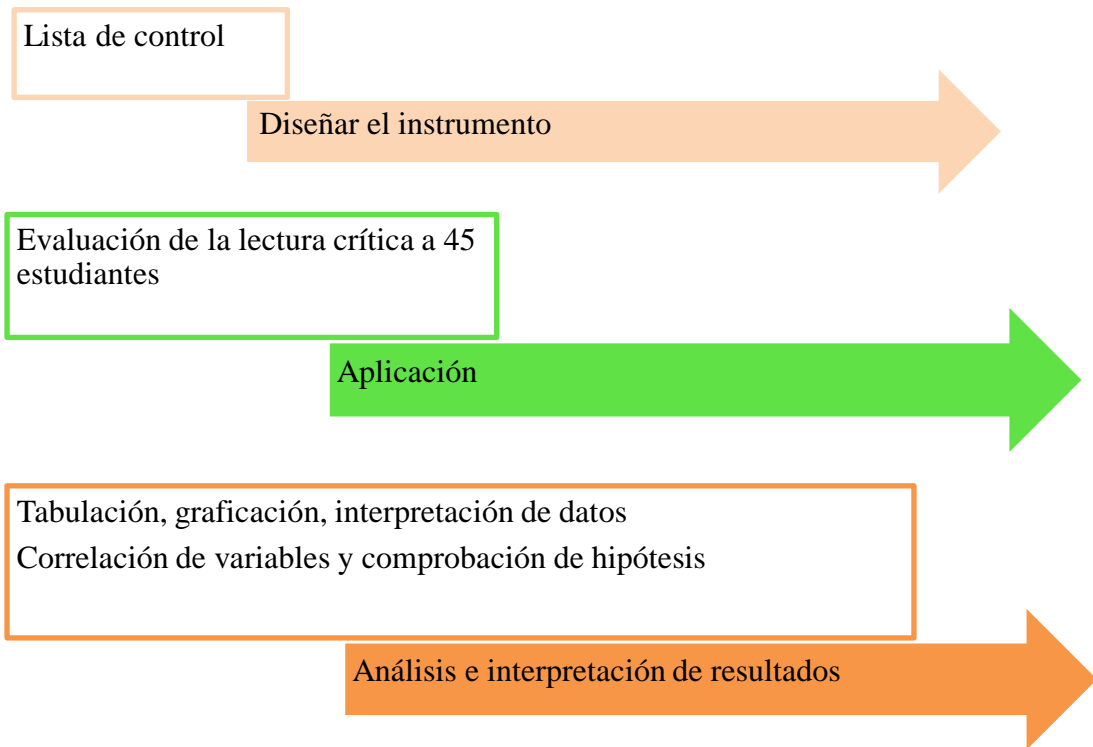 Lista de control
Diseñar el instrumento
Evaluación de la lectura crítica a 45
estudiantes
Aplicación
Tabulación, graficación, interpretación de datos
Correlación de variables y comprobación de hipótesis
Análisis e interpretación de resultados